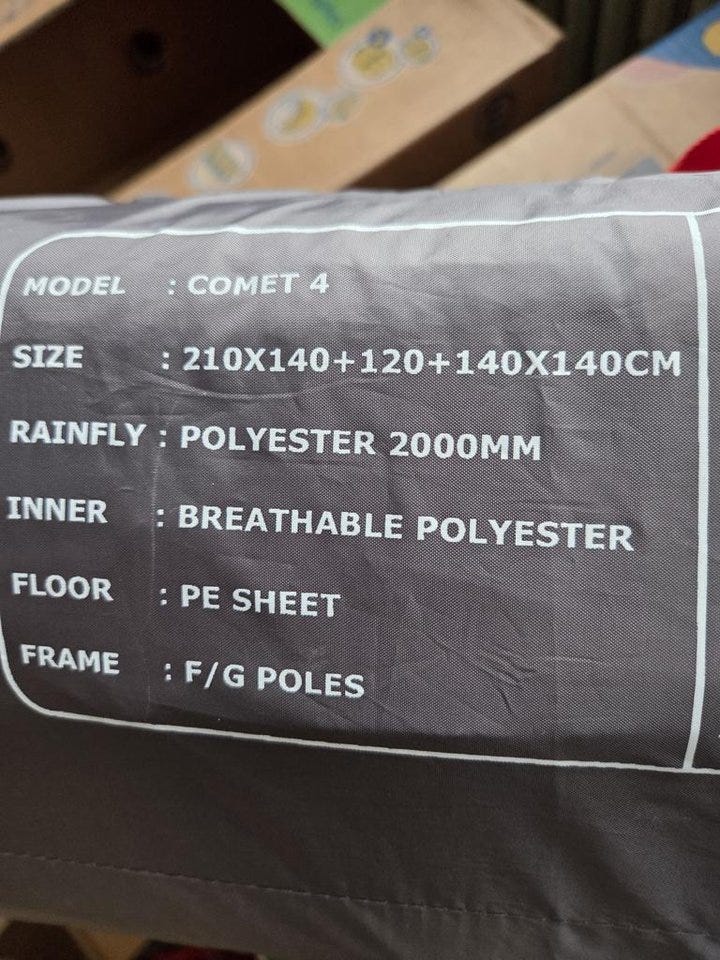 MODEL : COMET 4
SIZE : 210X140+120+140X140CM
RAINFLY : POLYESTER 2000MM
INNER : BREATHABLE POLYESTER
FLOOR : PE SHEET
FRAME : F/G POLES